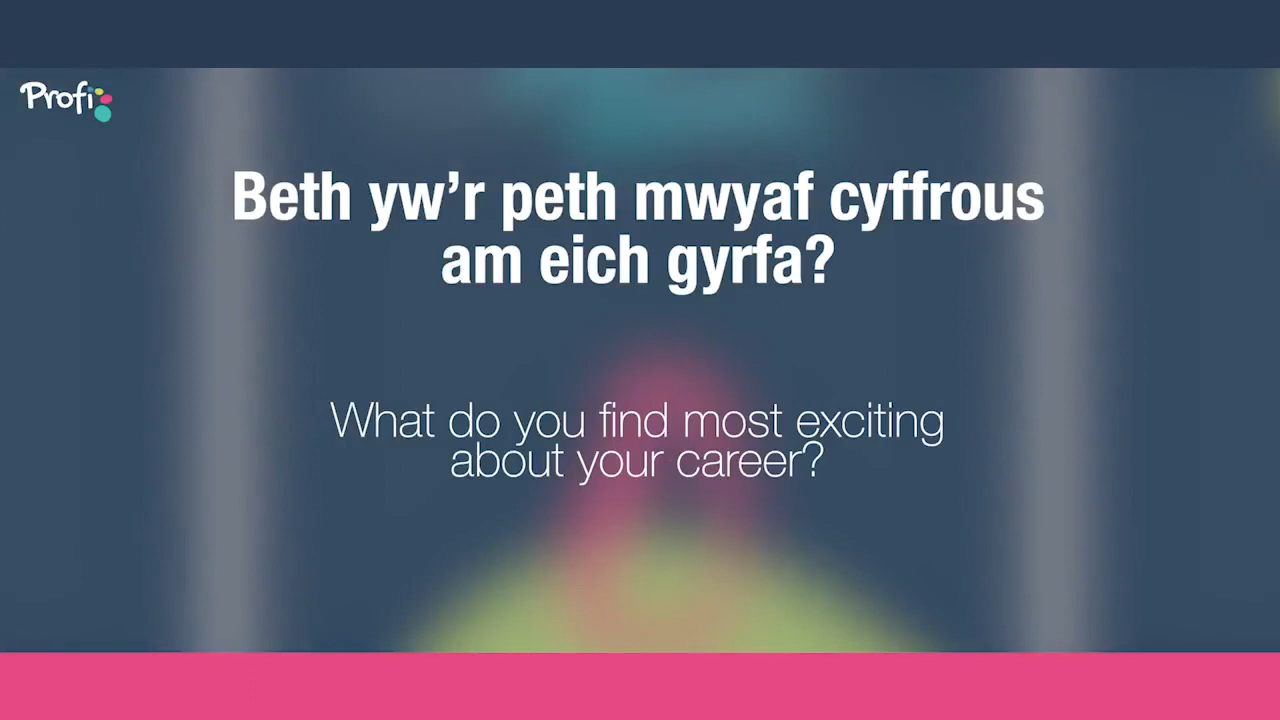 Profi
Beth yw’r peth mwyaf cyffrous
am eich gyrfa?
What do you find most exciting
about your career?